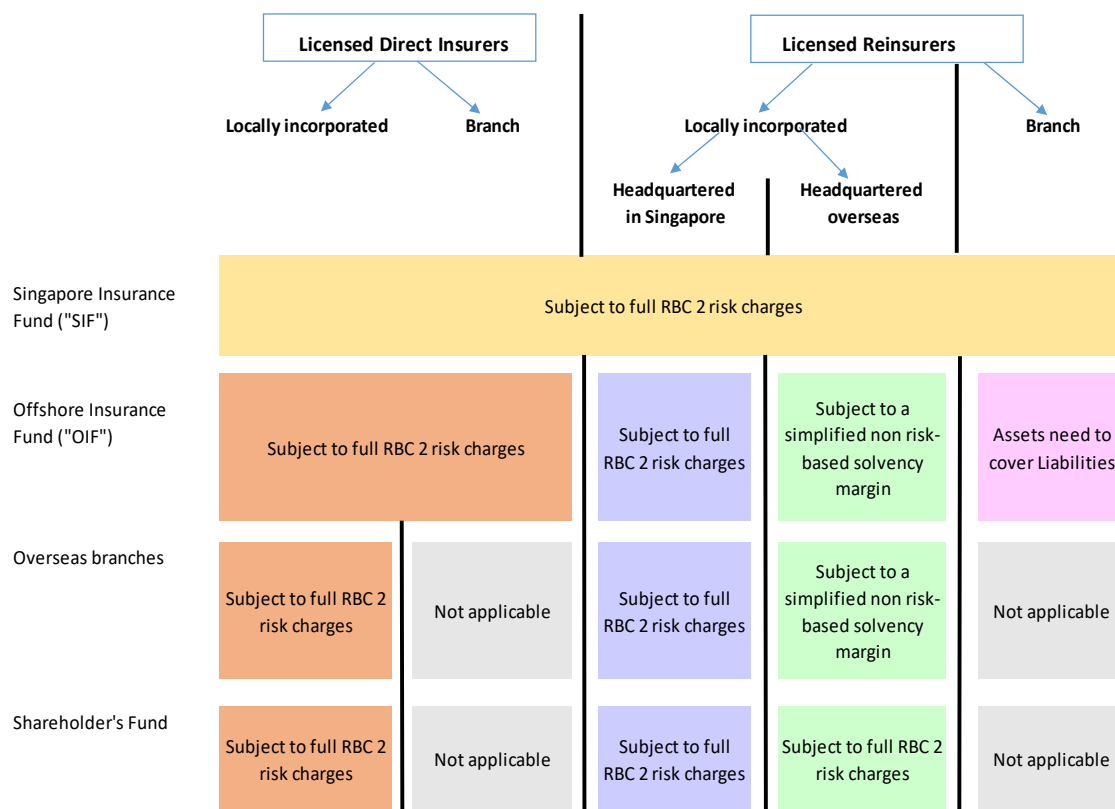 Licensed Direct Insurers
Licensed Reinsurers
Locally incorporated
Branch
Locally incorporated
Branch
Headquartered
in Singapore
Headquartered
overseas
Singapore Insurance
Fund ("SIF")
Subject to full RBC 2 risk charges
Offshore Insurance
Fund ("OIF")
Subject to full RBC 2 risk charges
Subject to full
RBC 2 risk charges
Subject to a
simplified non risk-
based solvency
margin
Assets need to
cover Liabilities
Overseas branches
Subject to full RBC 2
risk charges
Not applicable
Subject to full
RBC 2 risk charges
Subject to a
simplified non risk-
based solvency
margin
Not applicable
Shareholder's Fund
Subject to full RBC 2
risk charges
Not applicable
Subject to full
RBC 2 risk charges
Subject to full RBC 2
risk charges
Not applicable